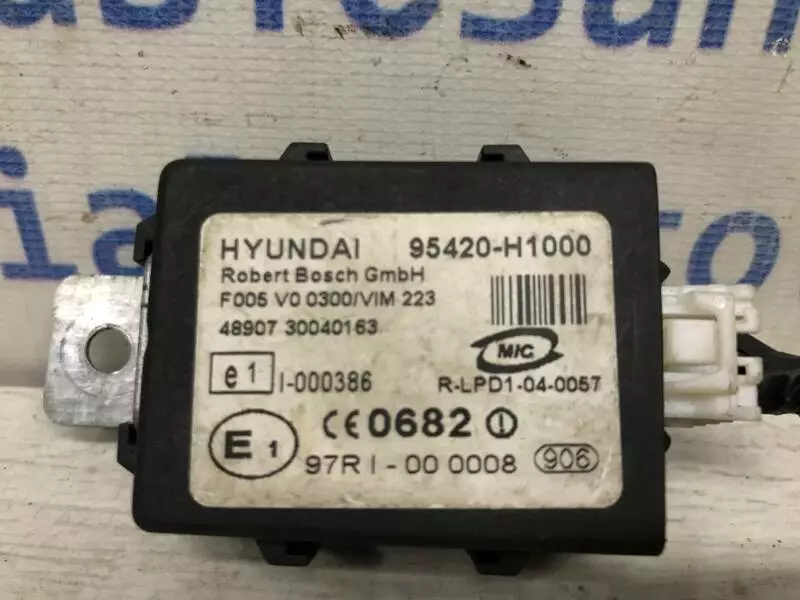 HYUNDAI 95420-H1000
Robert Bosch GmbH
F005 V0 0300/VIM 223
48907 30040163
MIC
e1 I-000386 R-LPD1-04-0057
E1 CE0682
97R I - 00 0008 906